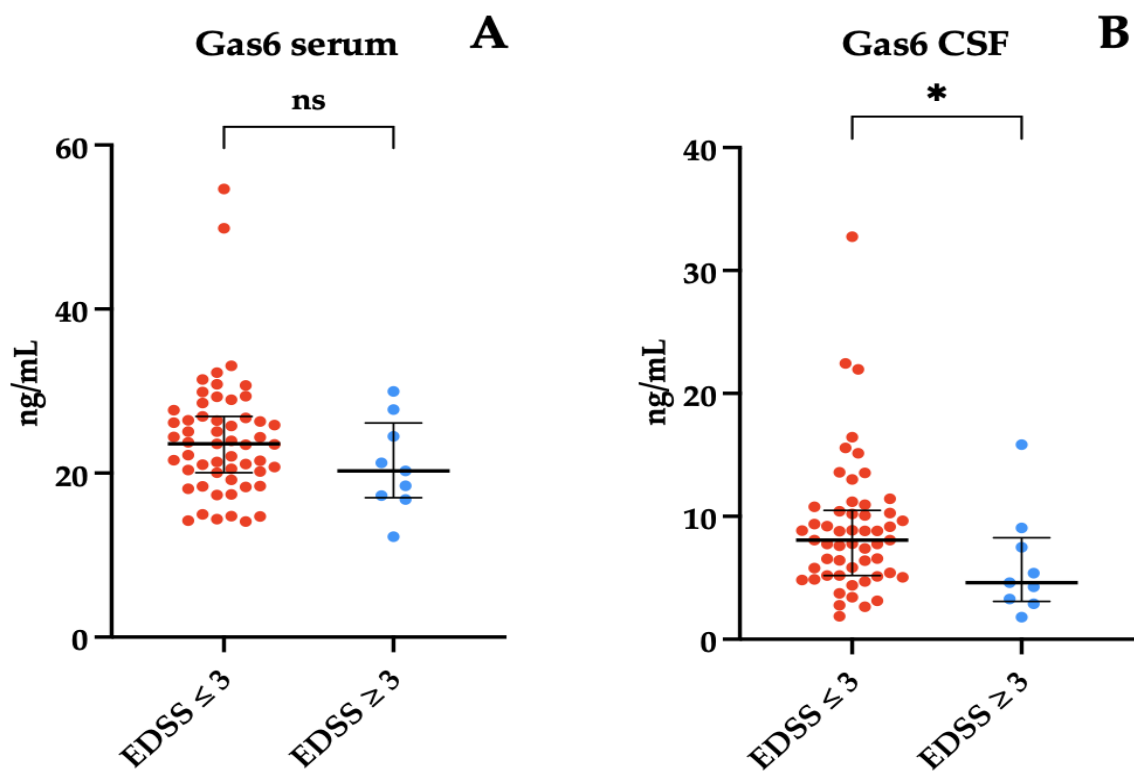 Gas6 serum
A
ns
60
40
20
0
ng/mL
EDSS ≤ 3
EDSS ≥ 3
Gas6 CSF
B
*
40
30
20
10
0
ng/mL
EDSS ≤ 3
EDSS ≥ 3